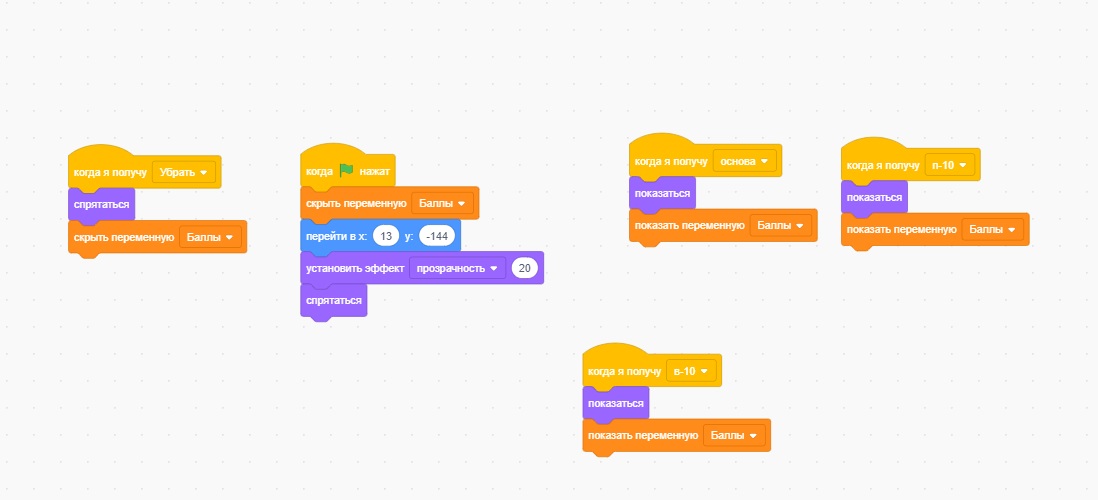 когда я получу Убрать
спрятаться
скрыть переменную Баллы
когда нажат
скрыть переменную Баллы
перейти в x: 13 y: -144
установить эффект прозрачность 20
спрятаться
когда я получу основа
показаться
показать переменную Баллы
когда я получу п-10
показаться
показать переменную Баллы
когда я получу в-10
показаться
показать переменную Баллы